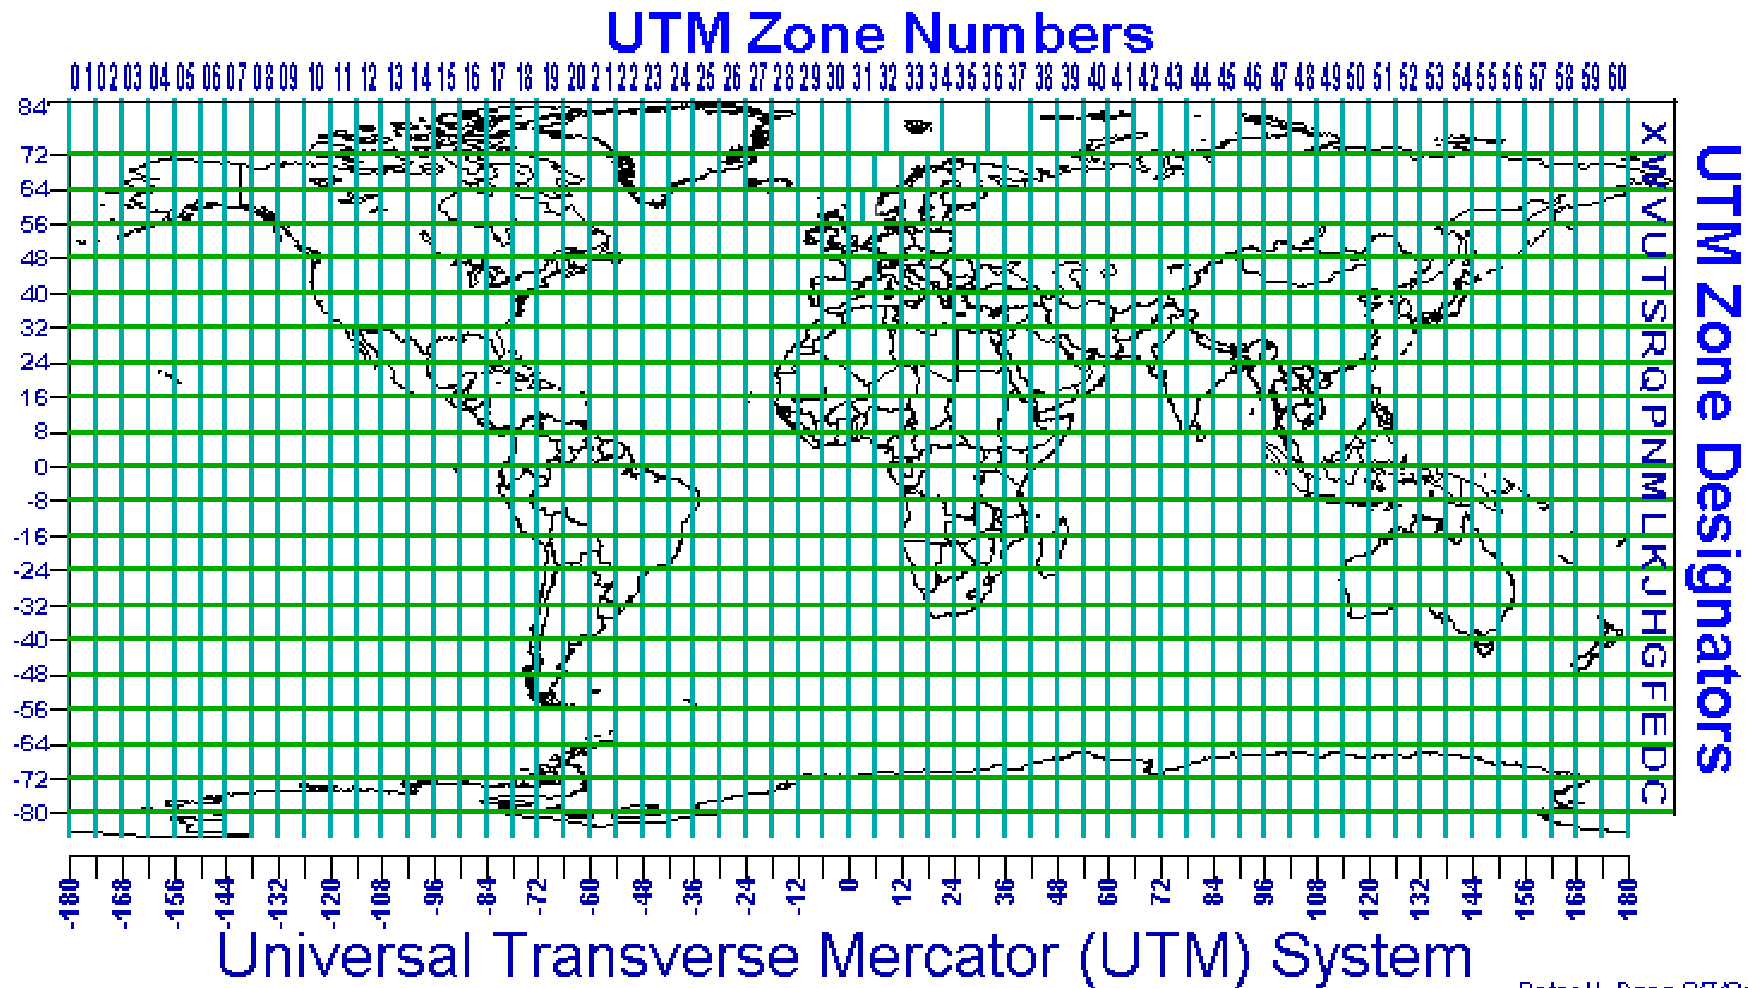 UTM Zone Numbers
01 02 03 04 05 06 07 08 09 10 11 12 13 14 15 16 17 18 19 20 21 22 23 24 25 26 27 28 29 30 31 32 33 34 35 36 37 38 39 40 41 42 43 44 45 46 47 48 49 50 51 52 53 54 55 56 57 58 59 60
84
72
64
56
48
40
32
24
16
8
0
-8
-16
-24
-32
-40
-48
-56
-64
-72
-80
X
W
V
U
T
S
R
Q
P
N
M
L
K
J
H
G
F
E
D
C
UTM Zone Designators
-180 -168 -156 -144 -132 -120 -108 -96 -84 -72 -60 -48 -36 -24 -12 0 12 24 36 48 60 72 84 96 108 120 132 144 156 168 180
Universal Transverse Mercator (UTM) System